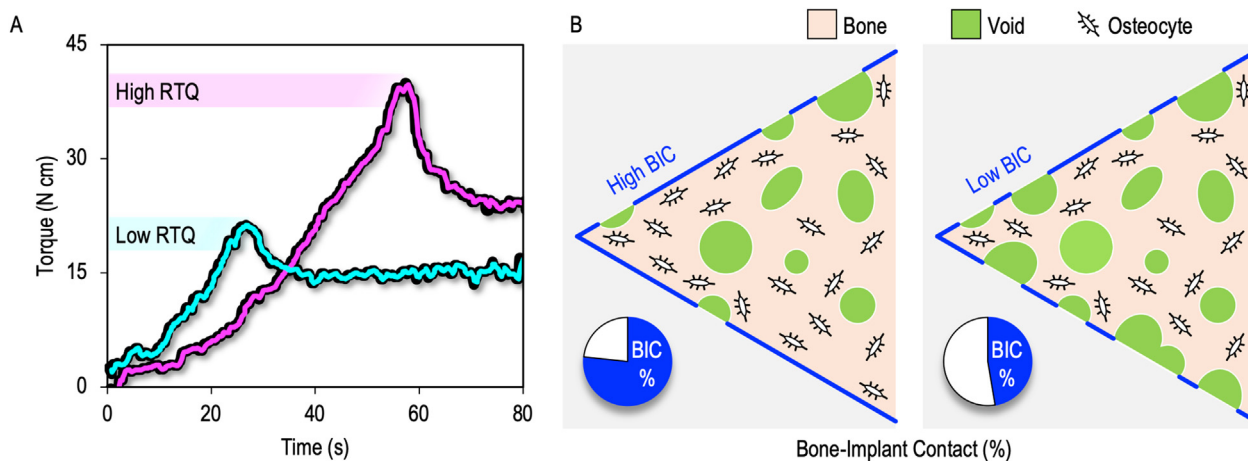 A
45
30
15
0
0
20
40
60
80
Torque (N cm)
Time (s)
High RTQ
Low RTQ
B
Bone
Void
Osteocyte
High BIC
BIC
%
Low BIC
BIC
%
Bone-Implant Contact (%)